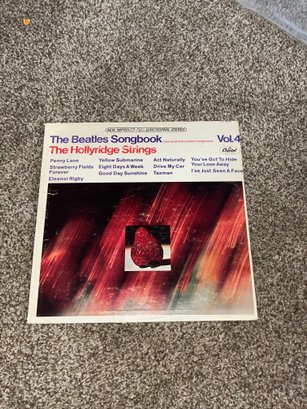 The Beatles Songbook Vol.4
The Hollyridge Strings Capitol
Penny Lane
Strawberry Fields
Forever
Eleanor Rigby
Yellow Submarine
Eight Days A Week
Good Day Sunshine
Act Naturally
Drive My Car
Taxman
You've Got To Hide
Your Love Away
I've Just Seen A Face